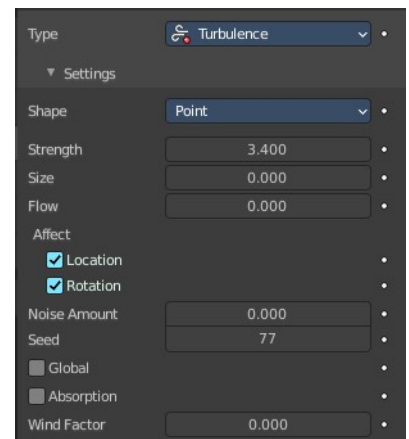 Type Turbulence
Settings
Shape Point
Strength 3.400
Size 0.000
Flow 0.000
Affect
Location
Rotation
Noise Amount 0.000
Seed 77
Global
Absorption
Wind Factor 0.000